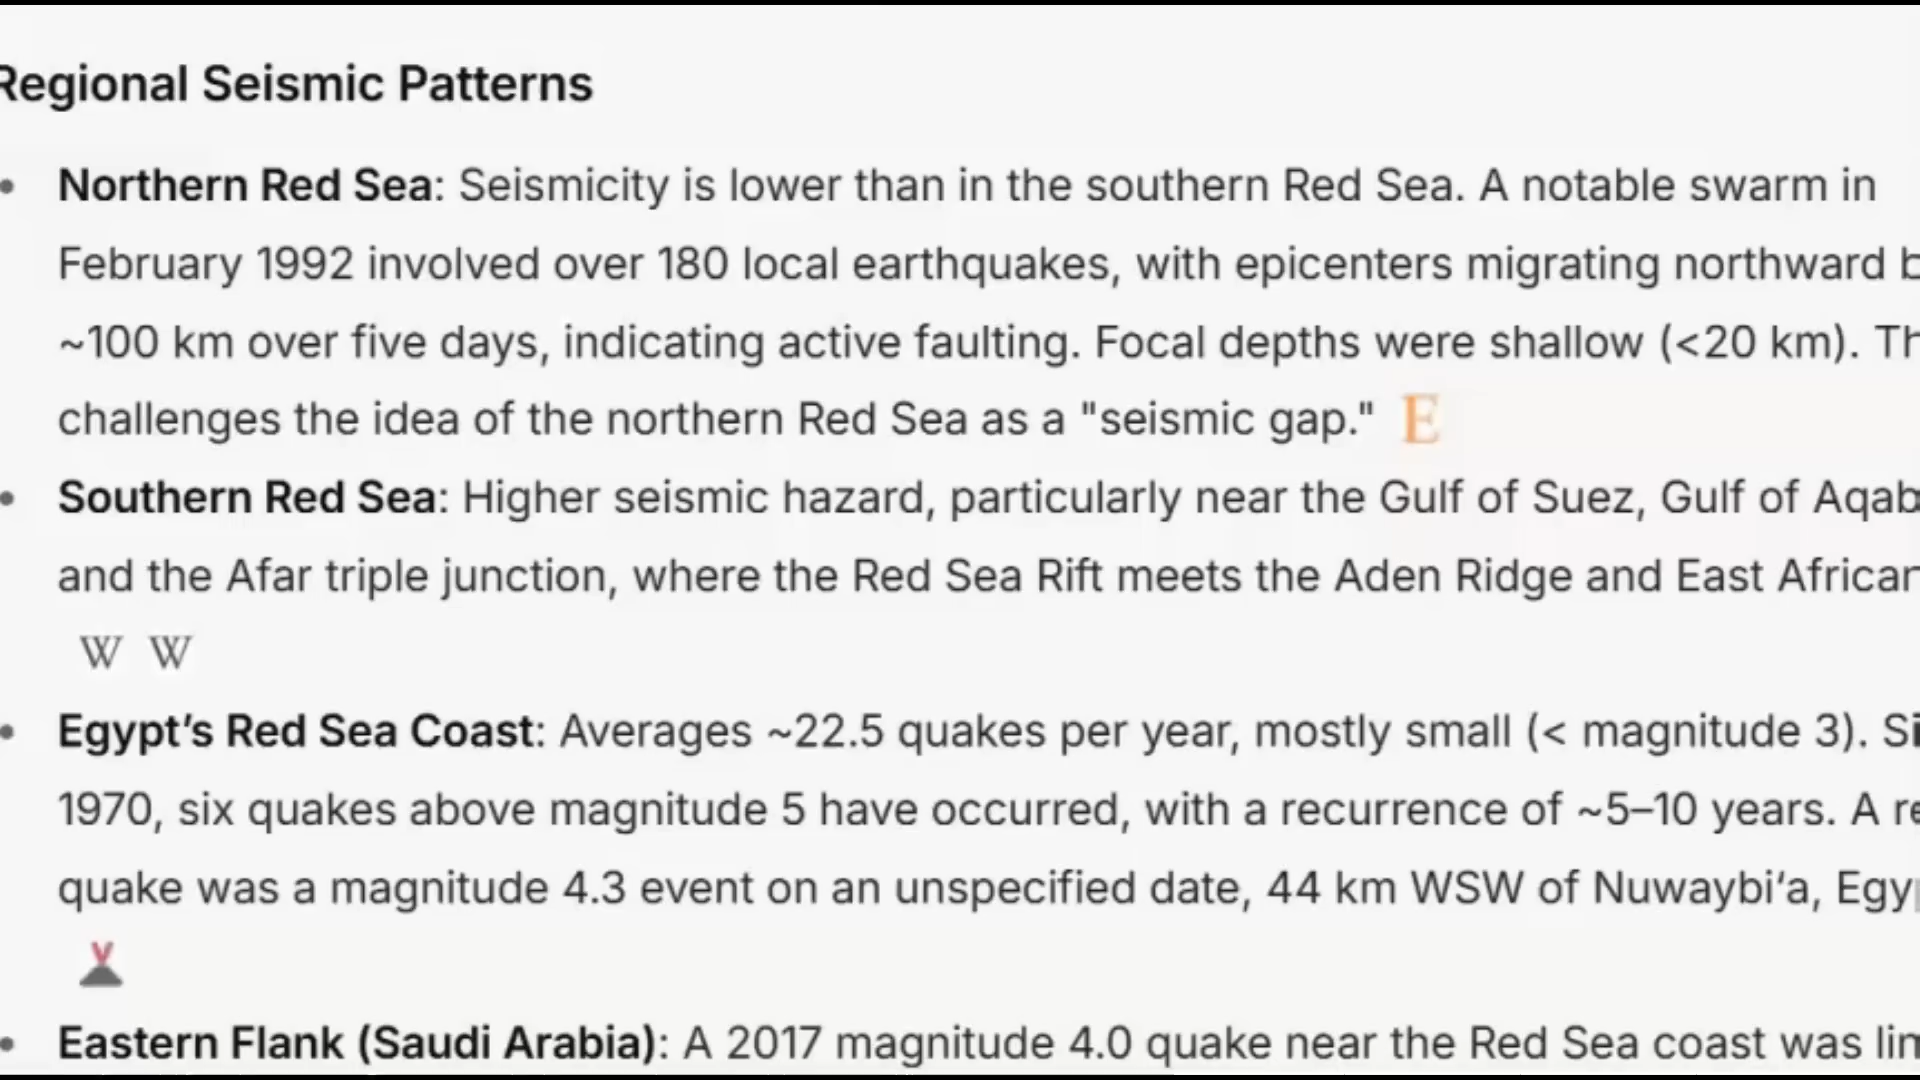 Regional Seismic Patterns
Northern Red Sea: Seismicity is lower than in the southern Red Sea. A notable swarm in
February 1992 involved over 180 local earthquakes, with epicenters migrating northward
~100 km over five days, indicating active faulting. Focal depths were shallow (<20 km).
challenges the idea of the northern Red Sea as a "seismic gap." E
Southern Red Sea: Higher seismic hazard, particularly near the Gulf of Suez, Gulf of
and the Afar triple junction, where the Red Sea Rift meets the Aden Ridge and East African
W W
Egypt’s Red Sea Coast: Averages ~22.5 quakes per year, mostly small (< magnitude 3).
1970, six quakes above magnitude 5 have occurred, with a recurrence of ~5–10 years. A
quake was a magnitude 4.3 event on an unspecified date, 44 km WSW of Nuwaybi‘a,
Eastern Flank (Saudi Arabia): A 2017 magnitude 4.0 quake near the Red Sea coast was